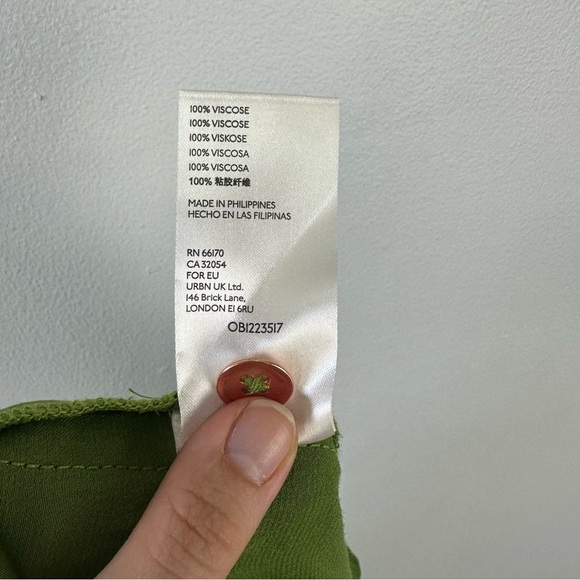 100% VISCOSE
100% VISCOSE
100% VISKOSE
100% VISCOSA
100% VISCOSA
100% 粘胶纤维
MADE IN PHILIPPINES
HECHO EN LAS FILIPINAS
RN 66170
CA 32054
FOR EU
URBN UK Ltd.
146 Brick Lane,
LONDON E1 6RU
OB1223517